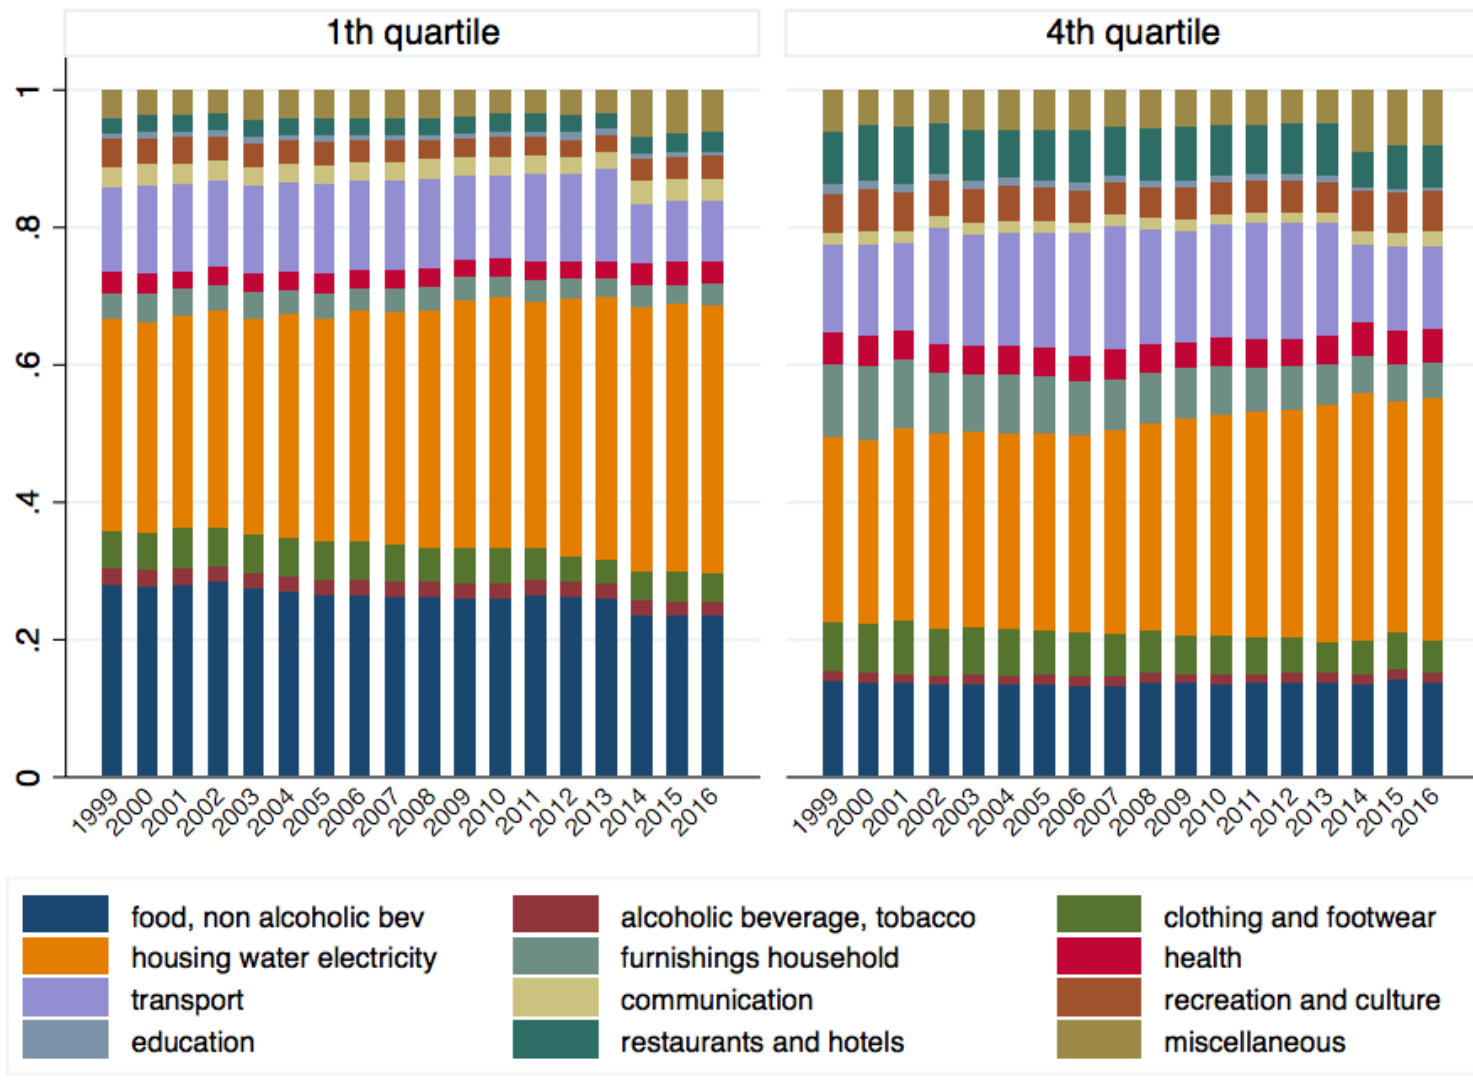 1th quartile
4th quartile
1
.8
.6
.4
.2
0
1999 2000 2001 2002 2003 2004 2005 2006 2007 2008 2009 2010 2011 2012 2013 2014 2015 2016
1999 2000 2001 2002 2003 2004 2005 2006 2007 2008 2009 2010 2011 2012 2013 2014 2015 2016
food, non alcoholic bev
alcoholic beverage, tobacco
clothing and footwear
housing water electricity
furnishings household
health
transport
communication
recreation and culture
education
restaurants and hotels
miscellaneous